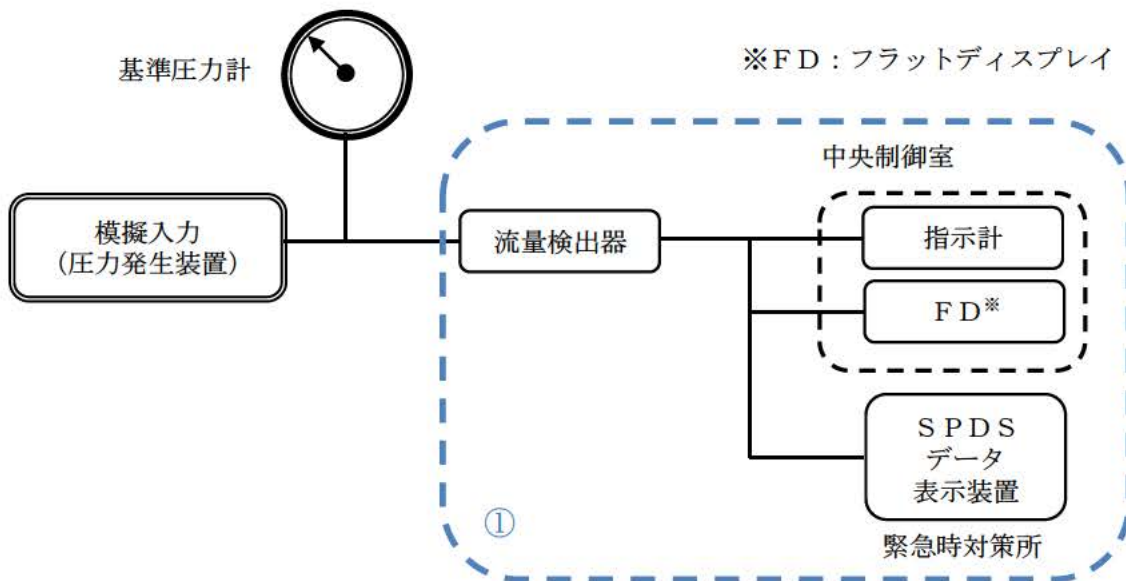 ※ＦＤ：フラットディスプレイ
基準圧力計
中央制御室
模擬入力
（圧力発生装置）
流量検出器
指示計
ＦＤ※
ＳＰＤＳ
データ
表示装置
①
緊急時対策所